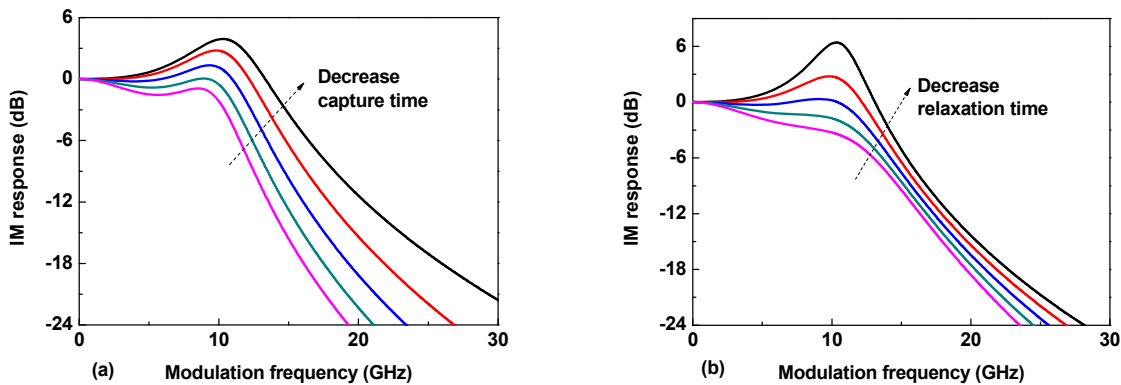 6
0
-6
-12
-18
-24
IM response (dB)
Decrease
capture time
0
10
20
30
(a)
Modulation frequency (GHz)
6
0
-6
-12
-18
-24
IM response (dB)
Decrease
relaxation time
0
10
20
30
(b)
Modulation frequency (GHz)